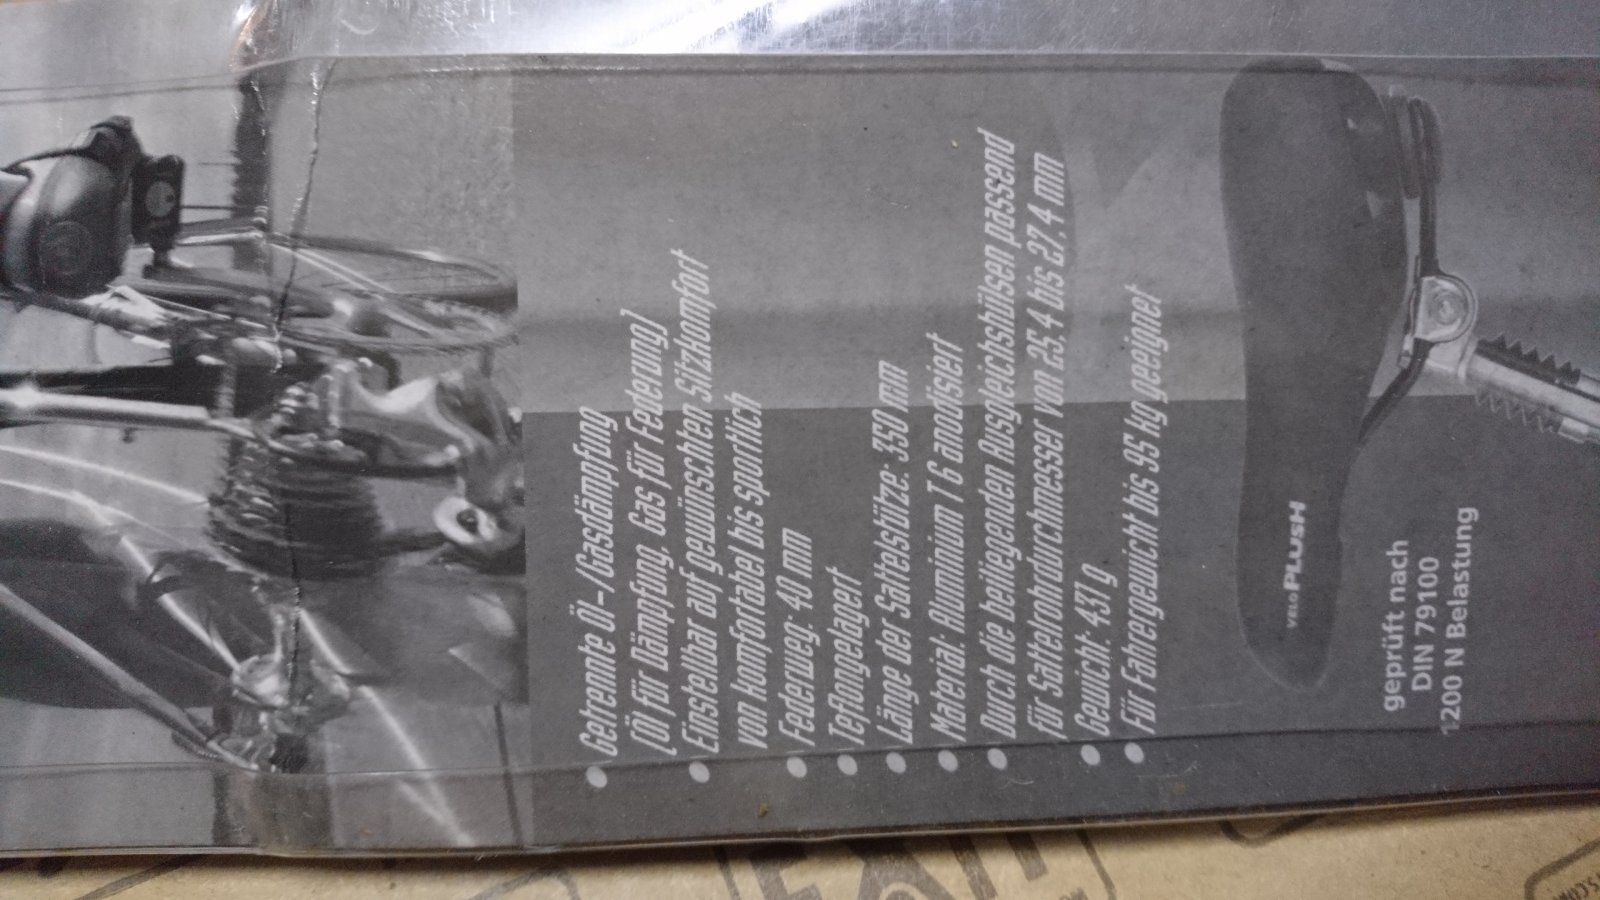 Getrennte Öl-/Gasdämpfung
(Öl für Dämpfung, Gas für Federung)
Einstellbar auf gewünschten Sitzkomfort
von komfortabel bis sportlich
Federweg: 40 mm
Teflongelagert
Länge der Sattelstütze: 350 mm
Material: Aluminium T6 anodisiert
Durch die beiliegenden Ausgleichshülsen passend
für Sattelrohrdurchmesser von 25,4 bis 27,4 mm
Gewicht: 437 g
Für Fahrergewicht bis 95 kg geeignet
VELO PLUSH
geprüft nach
DIN 79100
1200 N Belastung